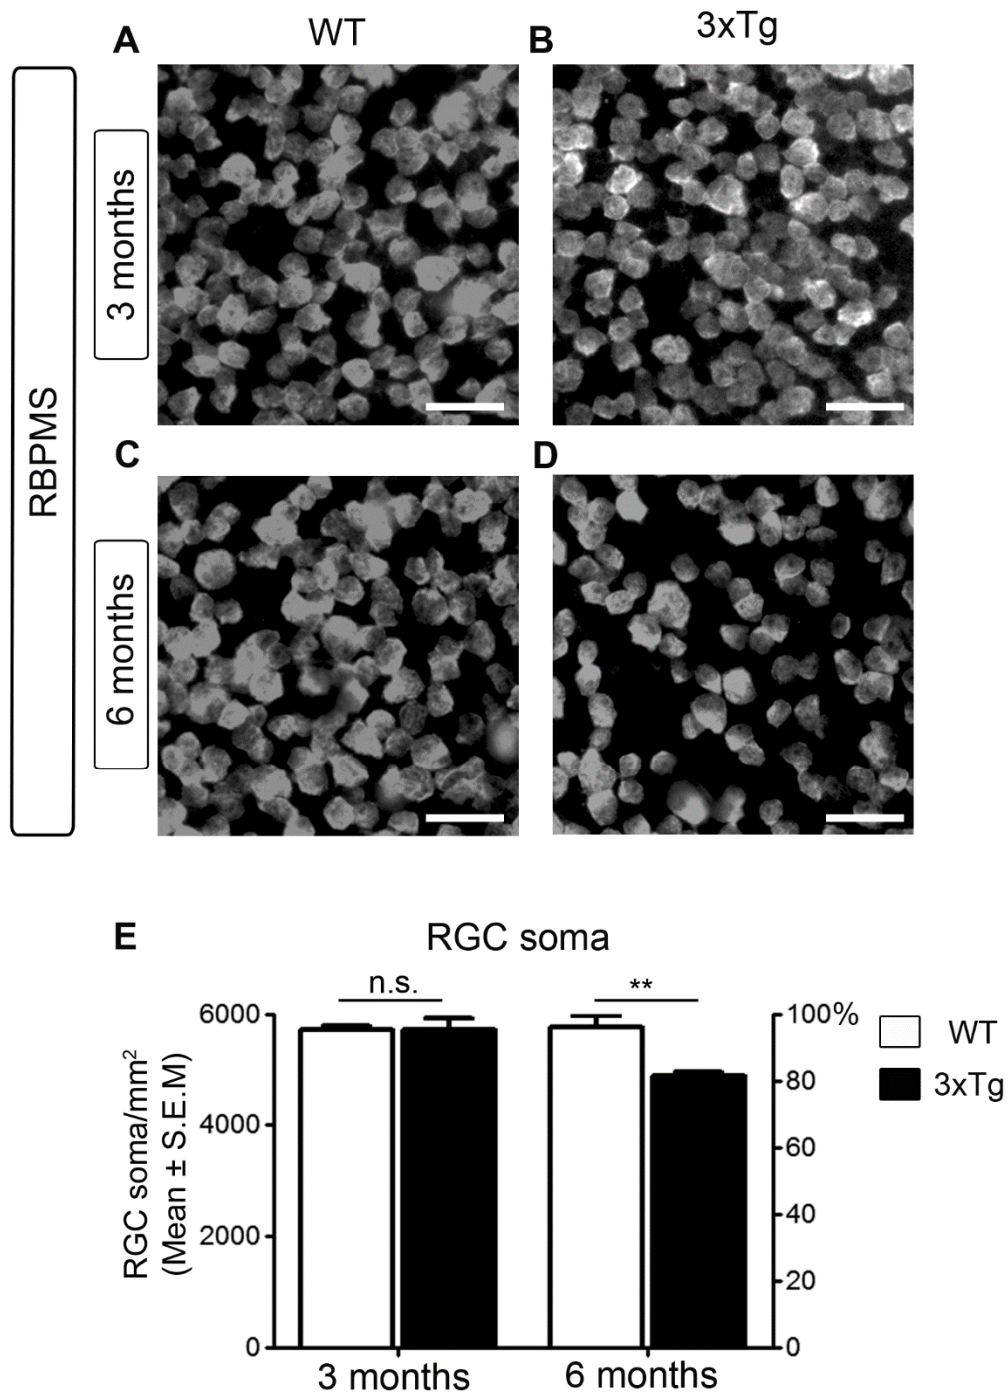 A WT B 3xTg
RBPMS
3 months
C D
6 months
E RGC soma
n.s. **
RGC soma/mm²
(Mean ± S.E.M)
6000
4000
2000
0
100%
80
60
40
20
0
WT
3xTg
3 months 6 months